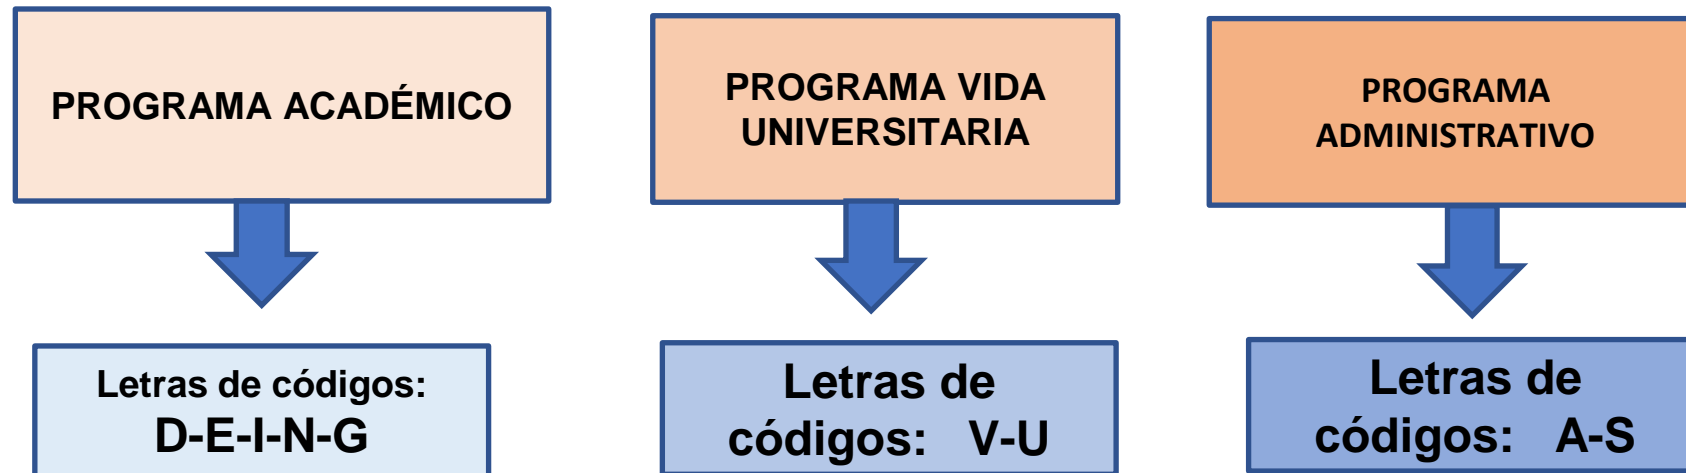 PROGRAMA ACADÉMICO
Letras de códigos:
D-E-I-N-G
PROGRAMA VIDA
UNIVERSITARIA
Letras de
códigos: V-U
PROGRAMA
ADMINISTRATIVO
Letras de
códigos: A-S